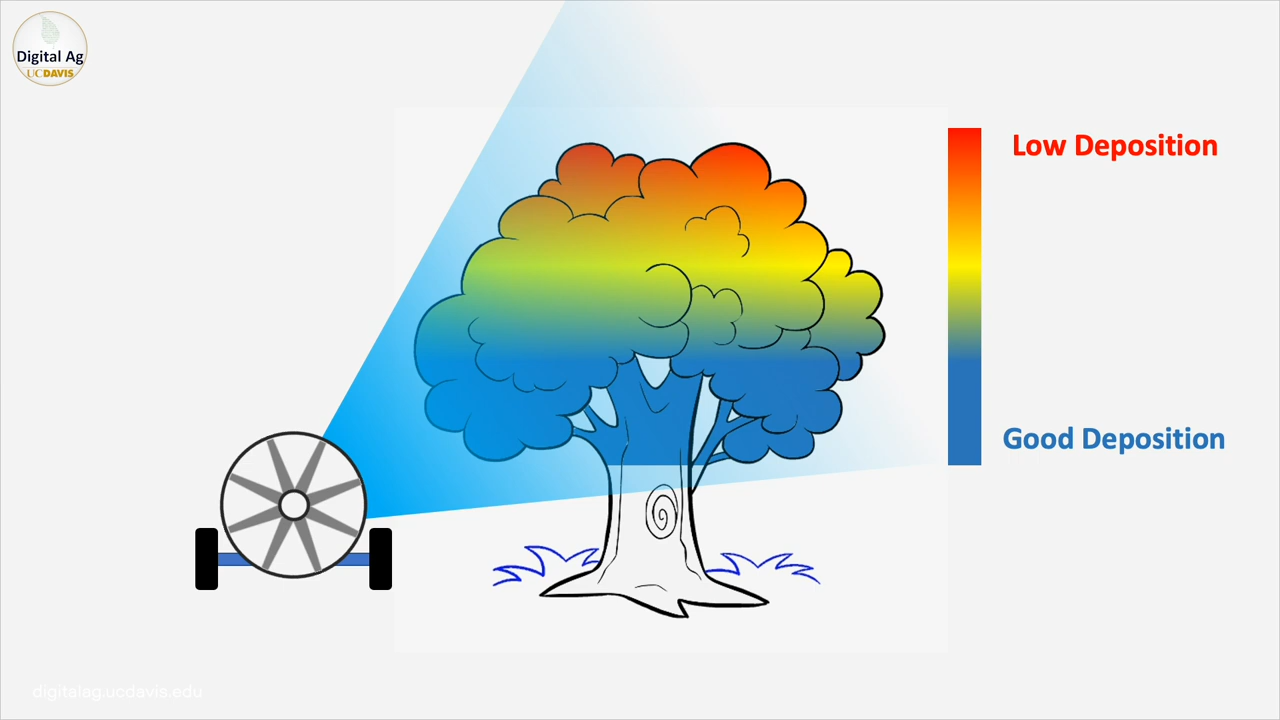 Digital Ag
UCDAVIS
Low Deposition
Good Deposition
digitalag.ucdavis.edu